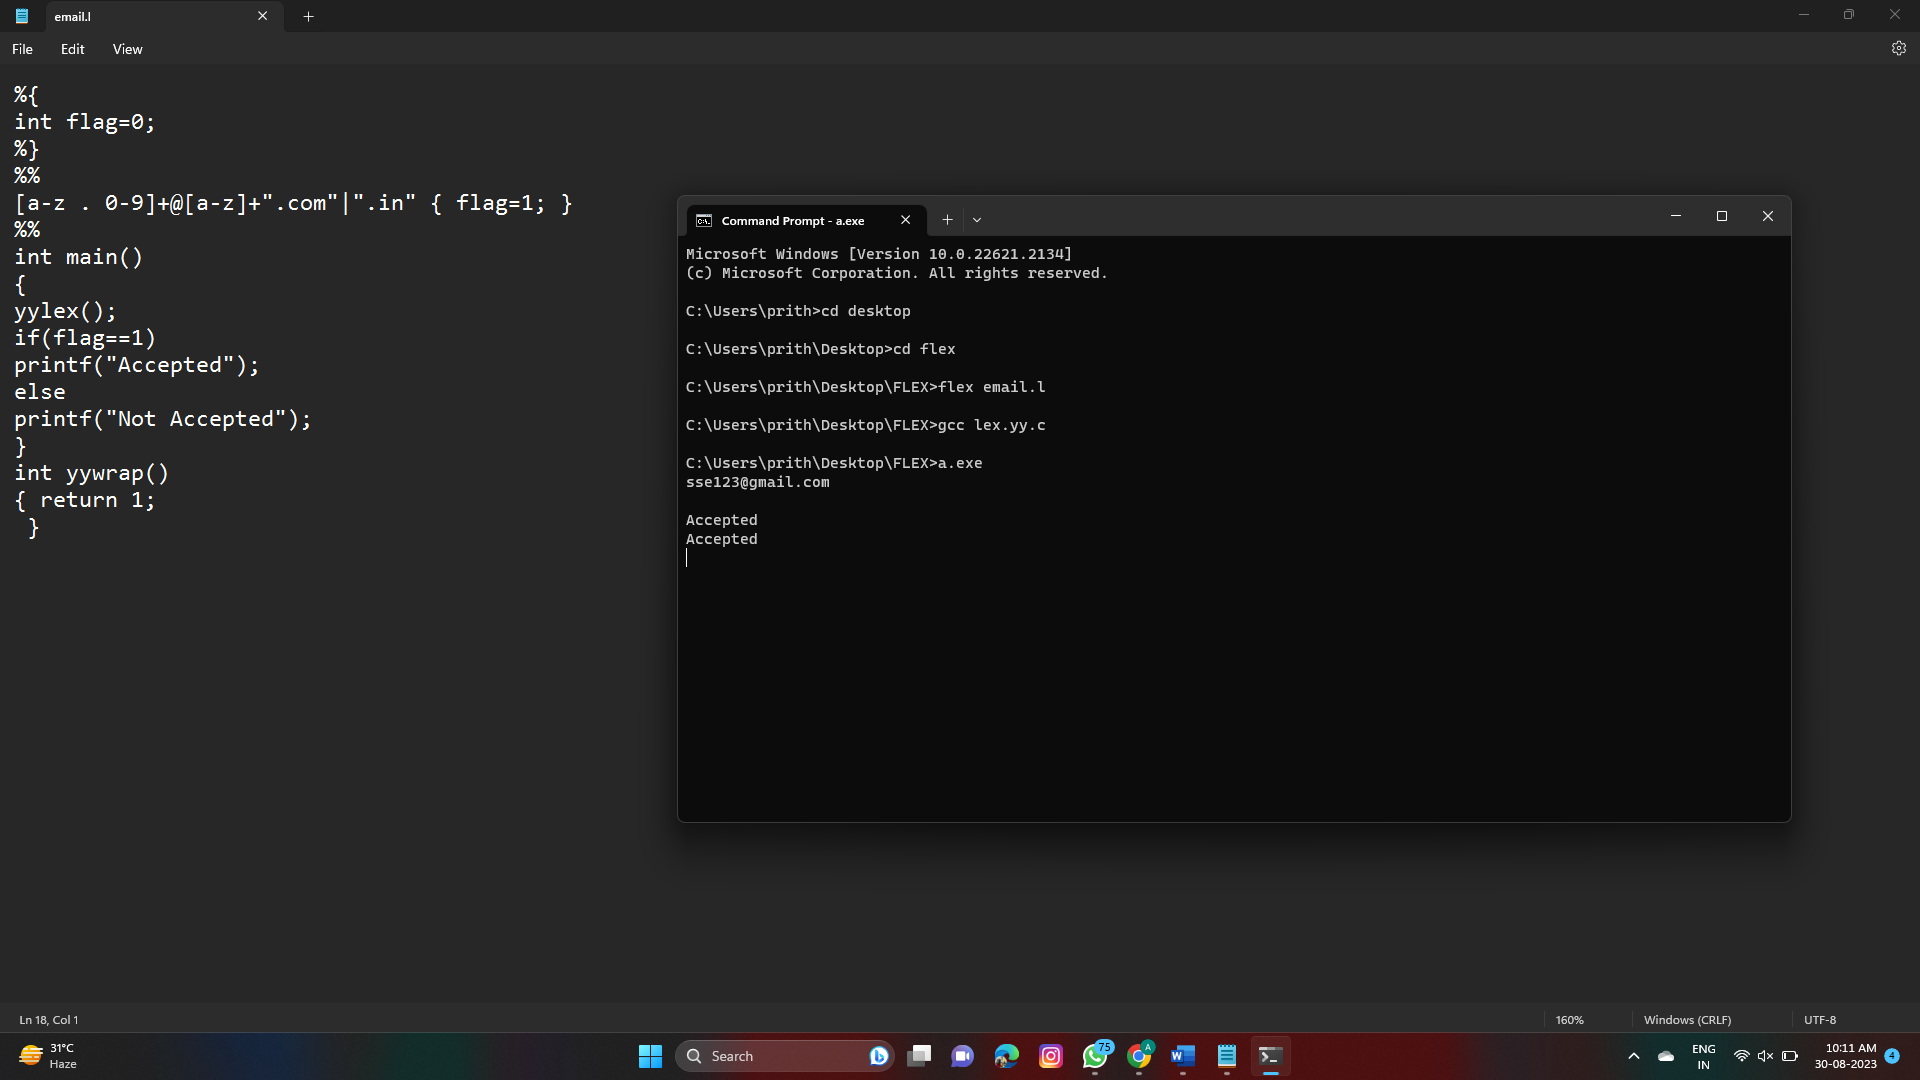 email.l
File Edit View
%{
int flag=0;
%}
%%
[a-z . 0-9]+@[a-z]+".com"|".in" { flag=1; }
%%
int main()
{
yylex();
if(flag==1)
printf("Accepted");
else
printf("Not Accepted");
}
int yywrap()
{ return 1;
}
Command Prompt - a.exe
Microsoft Windows [Version 10.0.22621.2134]
(c) Microsoft Corporation. All rights reserved.
C:\Users\prith>cd desktop
C:\Users\prith\Desktop>cd flex
C:\Users\prith\Desktop\FLEX>flex email.l
C:\Users\prith\Desktop\FLEX>gcc lex.yy.c
C:\Users\prith\Desktop\FLEX>a.exe
sse123@gmail.com
Accepted
Accepted
Ln 18, Col 1
160%
Windows (CRLF)
UTF-8
31°C
Haze
Search
75
A
ENG
IN
10:11 AM
30-08-2023
4